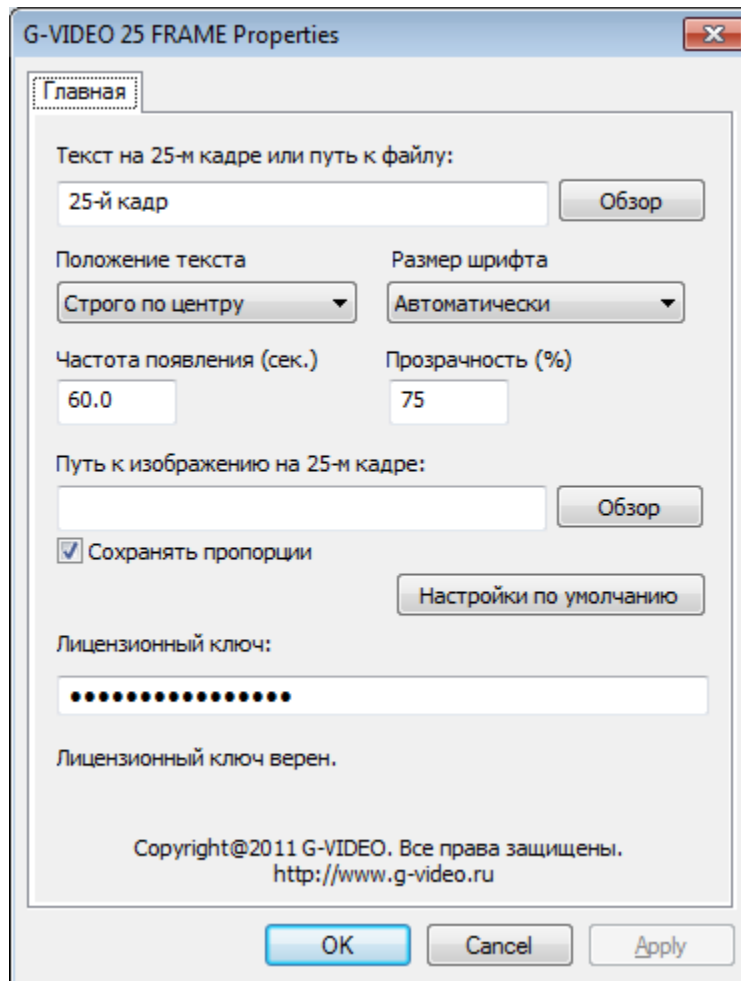 G-VIDEO 25 FRAME Properties
Главная
Текст на 25-м кадре или путь к файлу:
25-й кадр
Обзор
Положение текста
Размер шрифта
Строго по центру
Автоматически
Частота появления (сек.)
Прозрачность (%)
60.0
75
Путь к изображению на 25-м кадре:
Обзор
Сохранять пропорции
Настройки по умолчанию
Лицензионный ключ:
●●●●●●●●●●●●●●●●
Лицензионный ключ верен.
Copyright@2011 G-VIDEO. Все права защищены.
http://www.g-video.ru
OK
Cancel
Apply